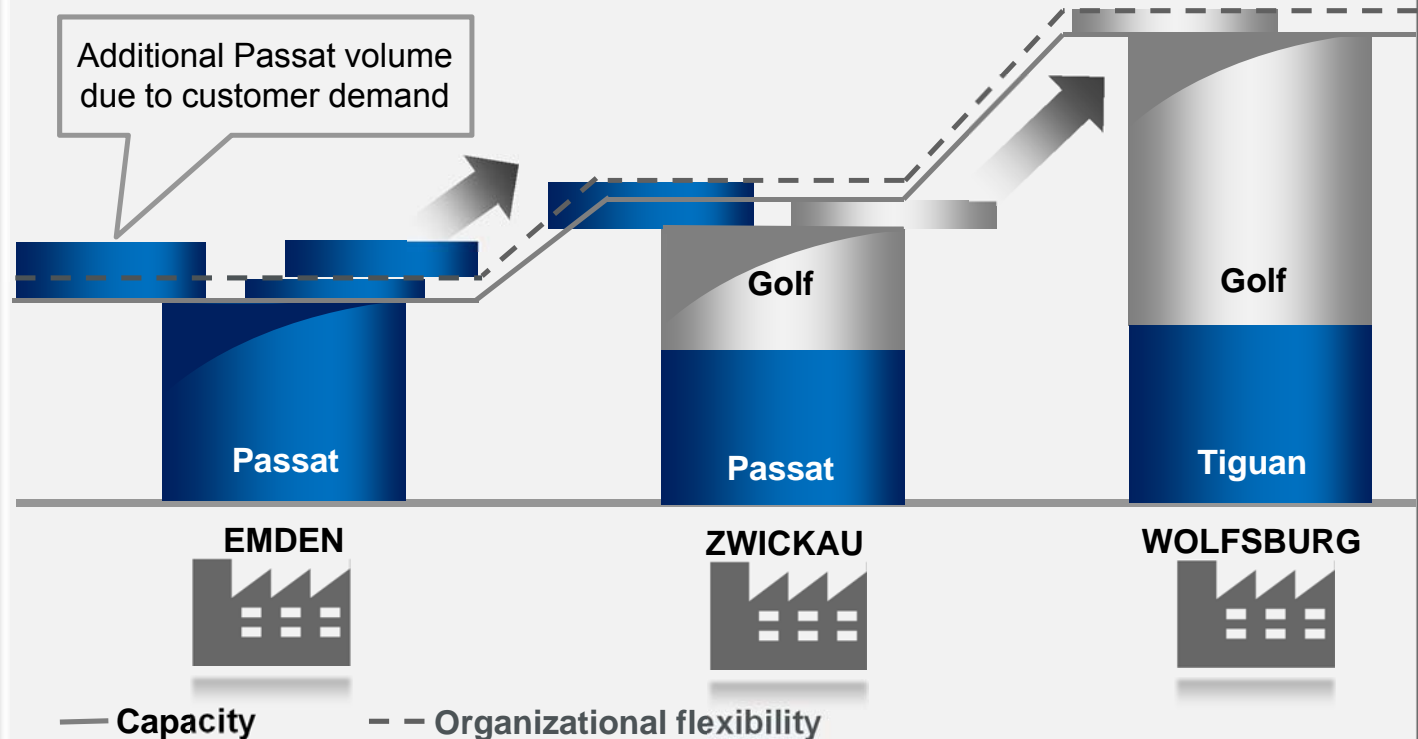 Additional Passat volume
due to customer demand
Golf
Golf
Passat
Passat
Tiguan
EMDEN
ZWICKAU
WOLFSBURG
Capacity
Organizational flexibility